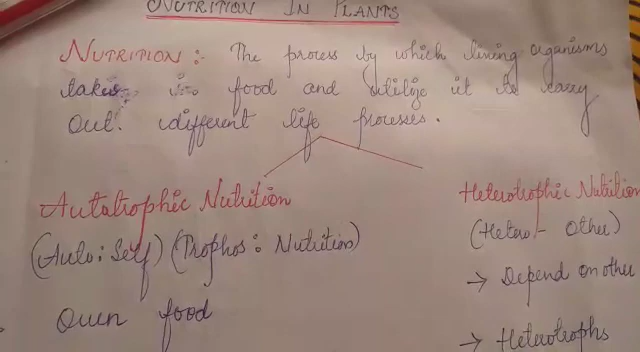 NUTRITION IN PLANTS
NUTRITION :- The process by which living organisms
takes in food and utilize it to carry
out. different life processes.
Autatrophic Nutrition
(Auto : Self) (Trophos : Nutrition)
Own food
Heterotrophic Nutrition
(Hetero - Other)
→ Depend on other
→ Heterotrophs